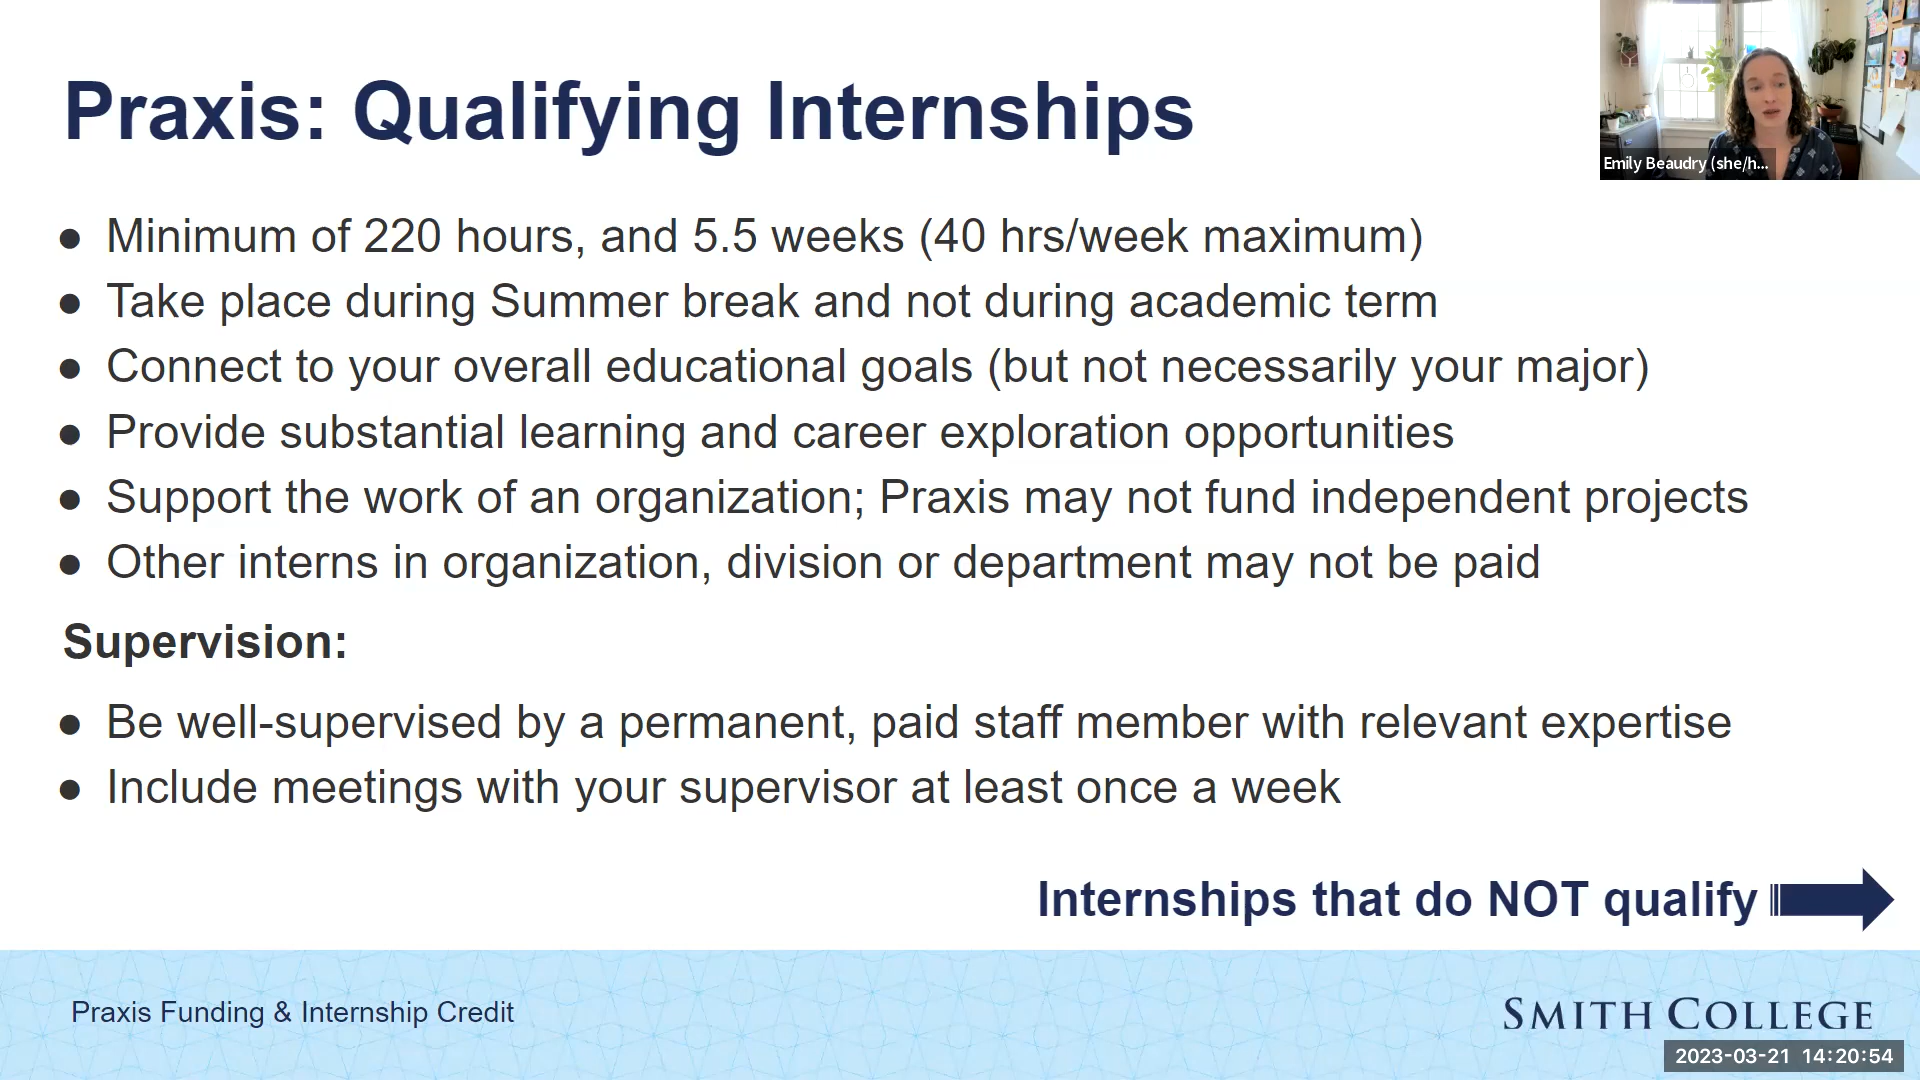 Praxis: Qualifying Internships
Emily Beaudry (she/h...
● Minimum of 220 hours, and 5.5 weeks (40 hrs/week maximum)
● Take place during Summer break and not during academic term
● Connect to your overall educational goals (but not necessarily your major)
● Provide substantial learning and career exploration opportunities
● Support the work of an organization; Praxis may not fund independent projects
● Other interns in organization, division or department may not be paid
Supervision:
● Be well-supervised by a permanent, paid staff member with relevant expertise
● Include meetings with your supervisor at least once a week
Internships that do NOT qualify
Praxis Funding & Internship Credit
SMITH COLLEGE
2023-03-21 14:20:54